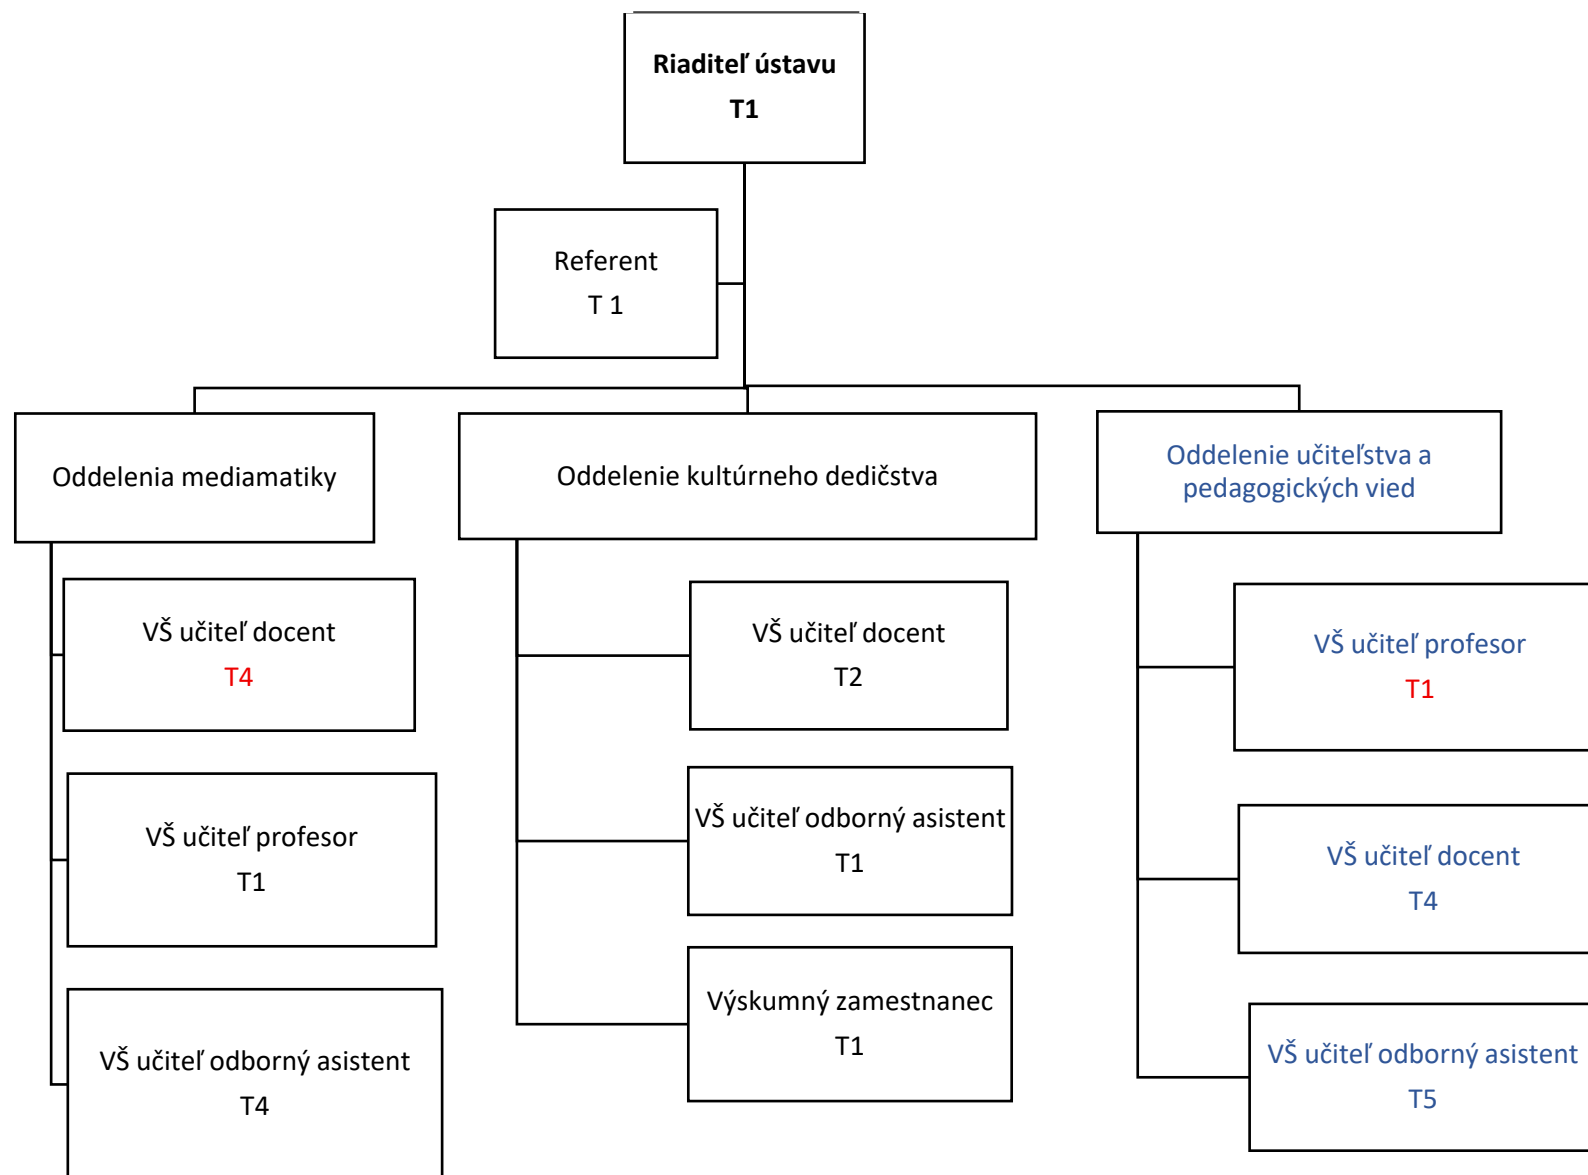 Riaditeľ ústavu
T1
Referent
T 1
Oddelenia mediamatiky
VŠ učiteľ docent
T4
VŠ učiteľ profesor
T1
VŠ učiteľ odborný asistent
T4
Oddelenie kultúrneho dedičstva
VŠ učiteľ docent
T2
VŠ učiteľ odborný asistent
T1
Výskumný zamestnanec
T1
Oddelenie učiteľstva a
pedagogických vied
VŠ učiteľ profesor
T1
VŠ učiteľ docent
T4
VŠ učiteľ odborný asistent
T5